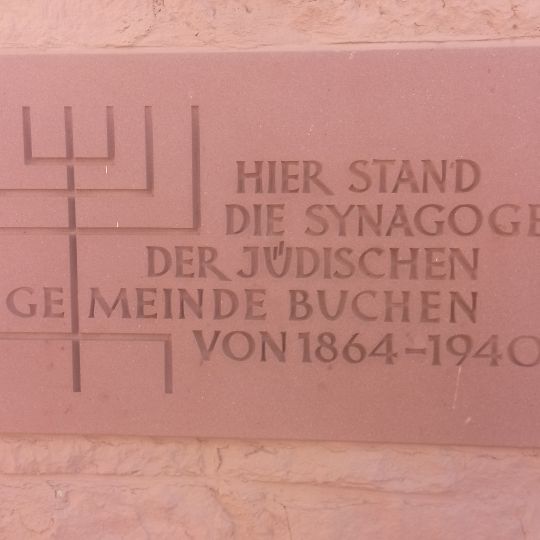 HIER STAND
DIE SYNAGOGE
DER JÜDISCHEN
GEMEINDE BUCHEN
VON 1864-1940